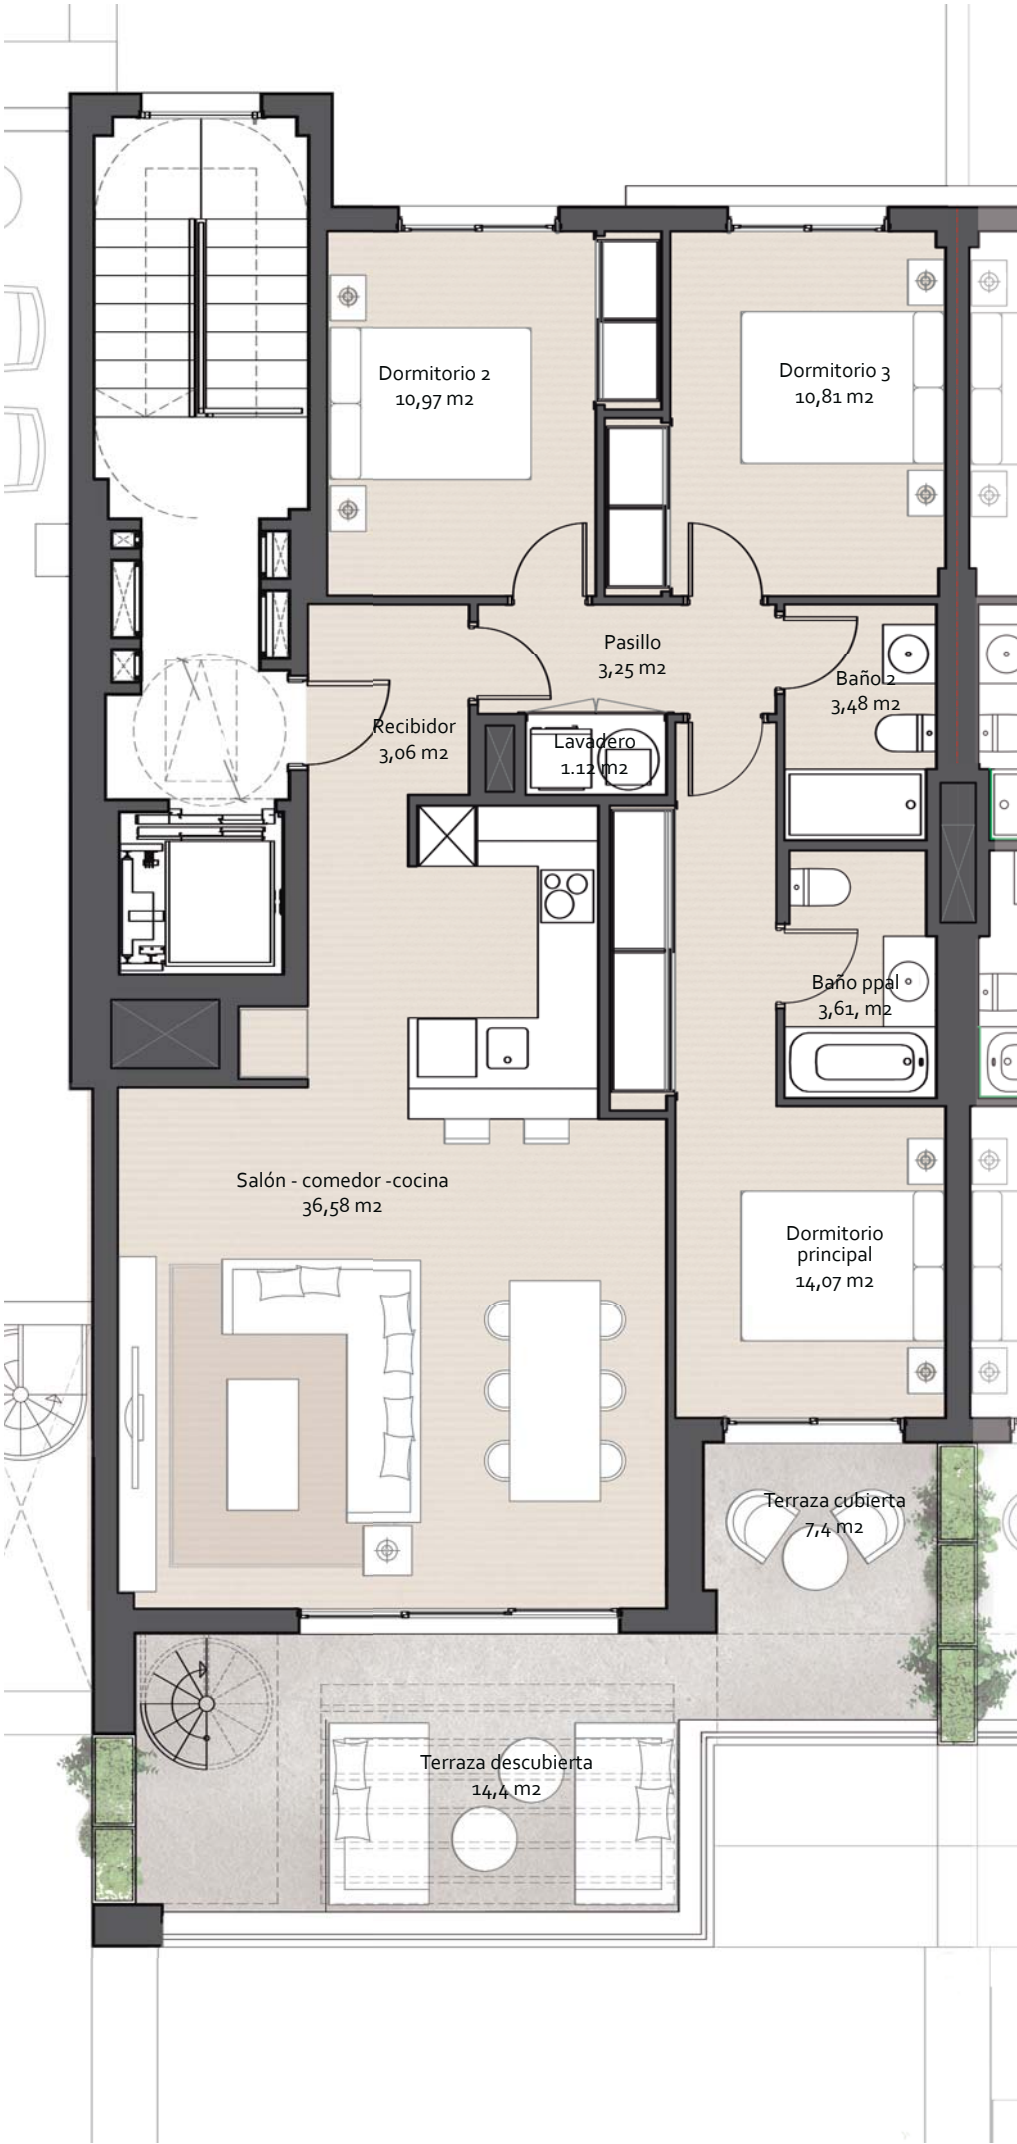 Dormitorio 2
10,97 m2
Dormitorio 3
10,81 m2
Pasillo
3,25 m2
Baño 2
3,48 m2
Recibidor
3,06 m2
Lavadero
1.12 m2
Baño ppal
3,61, m2
Salón - comedor -cocina
36,58 m2
Dormitorio
principal
14,07 m2
Terraza cubierta
7,4 m2
Terraza descubierta
14,4 m2